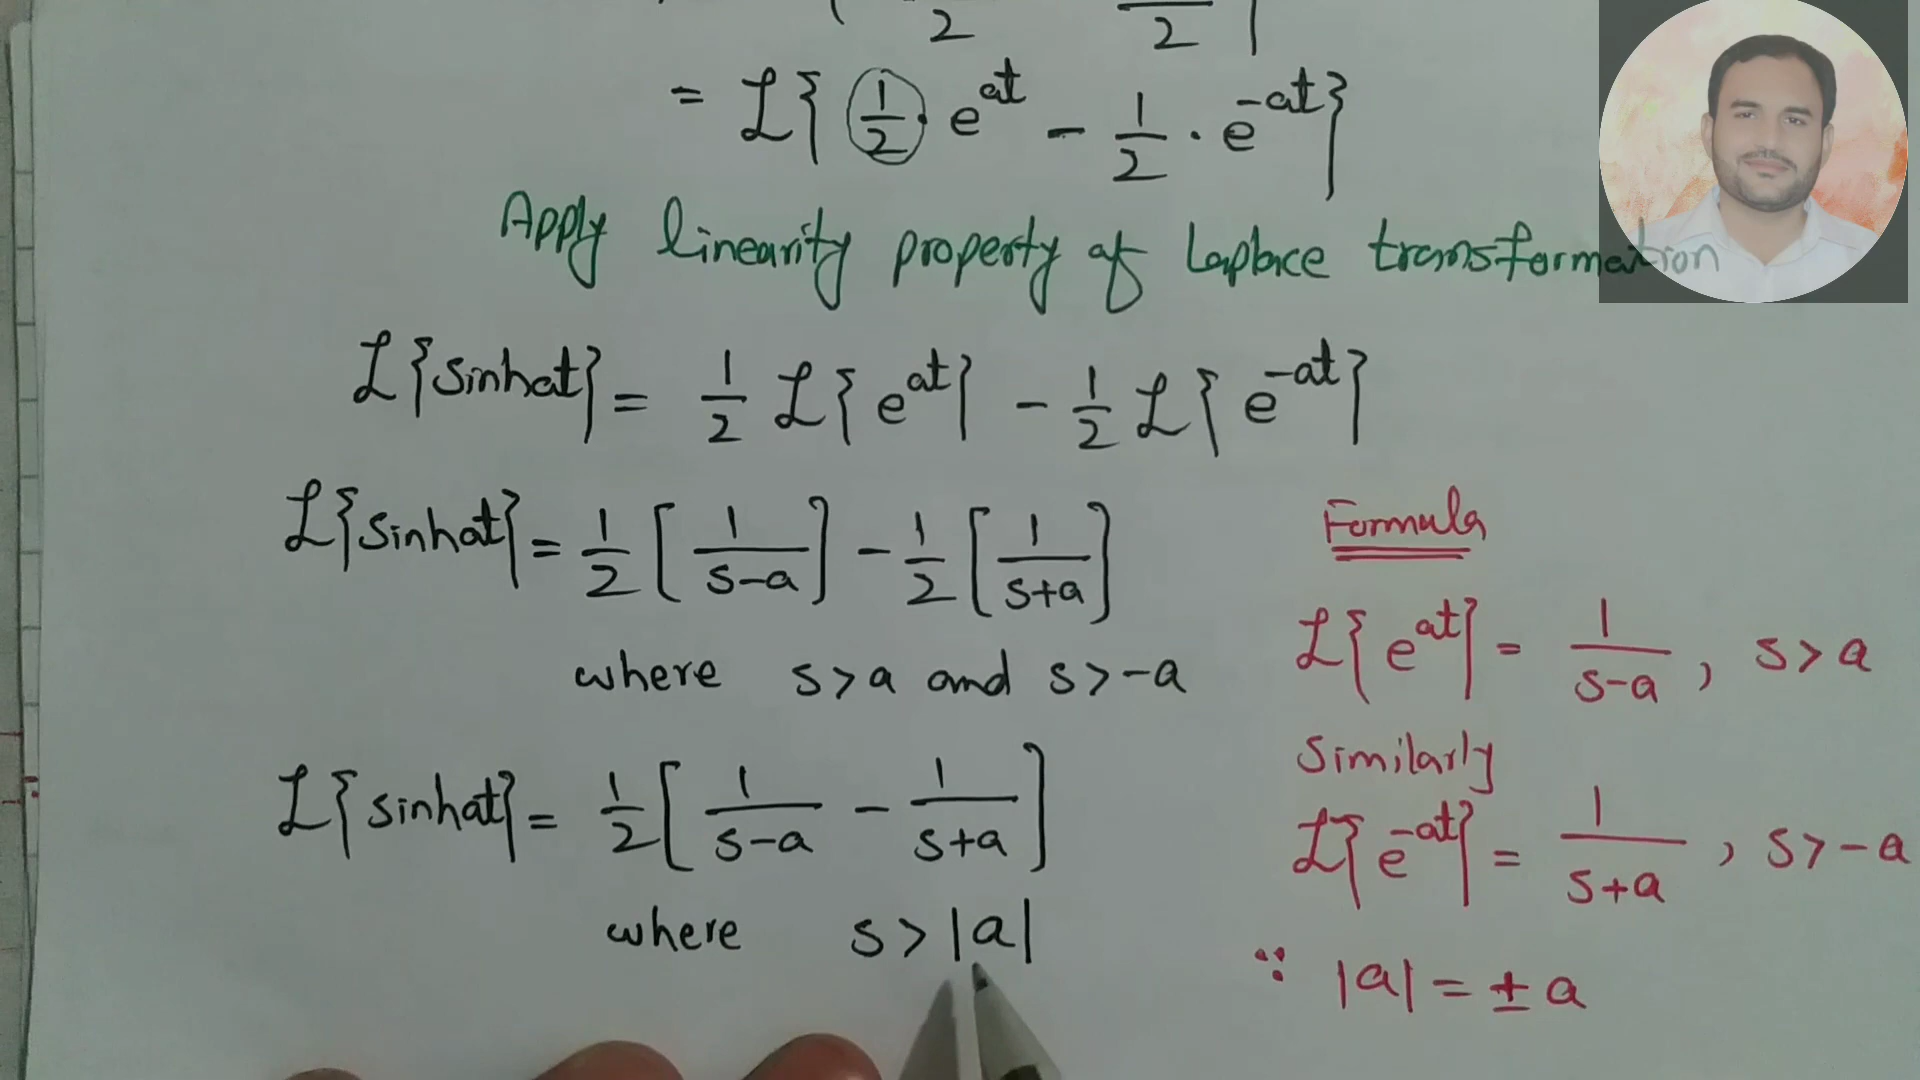 2 2
= ℒ{ 1/2 · e^at - 1/2 · e^-at }
Apply linearity property of Laplace transformation
ℒ{sinhat} = 1/2 ℒ{e^at} - 1/2 ℒ{e^-at}
ℒ{sinhat} = 1/2 [1/(s-a)] - 1/2 [1/(s+a)]
where s>a and s>-a
ℒ{sinhat} = 1/2 [1/(s-a) - 1/(s+a)]
where s>|a|
Formula
ℒ{e^at} = 1/(s-a), s>a
Similarly
ℒ{e^-at} = 1/(s+a), s>-a
∵ |a| = ± a